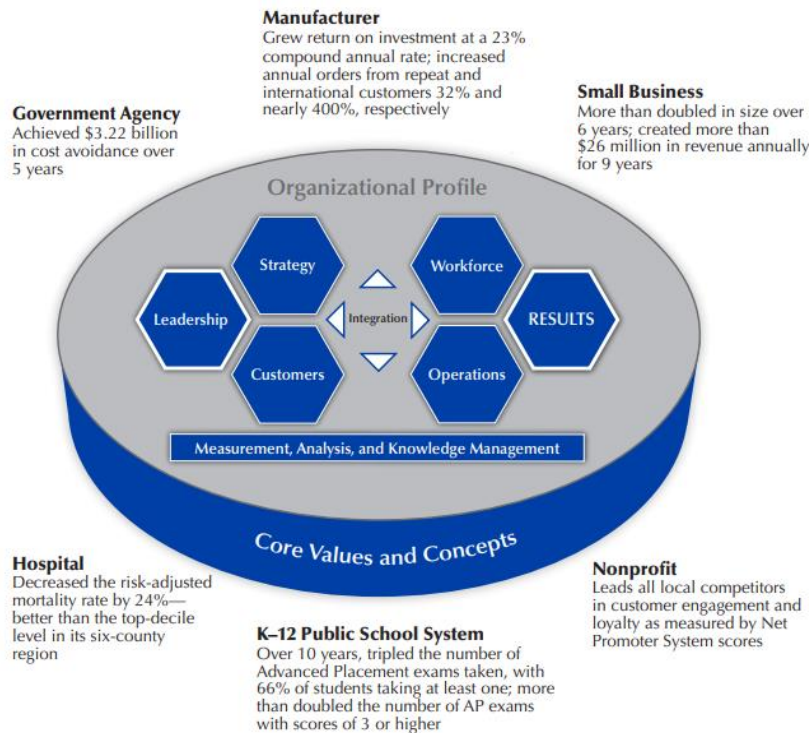 Manufacturer
Grew return on investment at a 23%
compound annual rate; increased
annual orders from repeat and
international customers 32% and
nearly 400%, respectively
Government Agency
Achieved $3.22 billion
in cost avoidance over
5 years
Small Business
More than doubled in size over
6 years; created more than
$26 million in revenue annually
for 9 years
Organizational Profile
Strategy
Workforce
Leadership
Integration
RESULTS
Customers
Operations
Measurement, Analysis, and Knowledge Management
Core Values and Concepts
Hospital
Decreased the risk-adjusted
mortality rate by 24%—
better than the top-decile
level in its six-county
region
K–12 Public School System
Over 10 years, tripled the number of
Advanced Placement exams taken, with
66% of students taking at least one; more
than doubled the number of AP exams
with scores of 3 or higher
Nonprofit
Leads all local competitors
in customer engagement and
loyalty as measured by Net
Promoter System scores